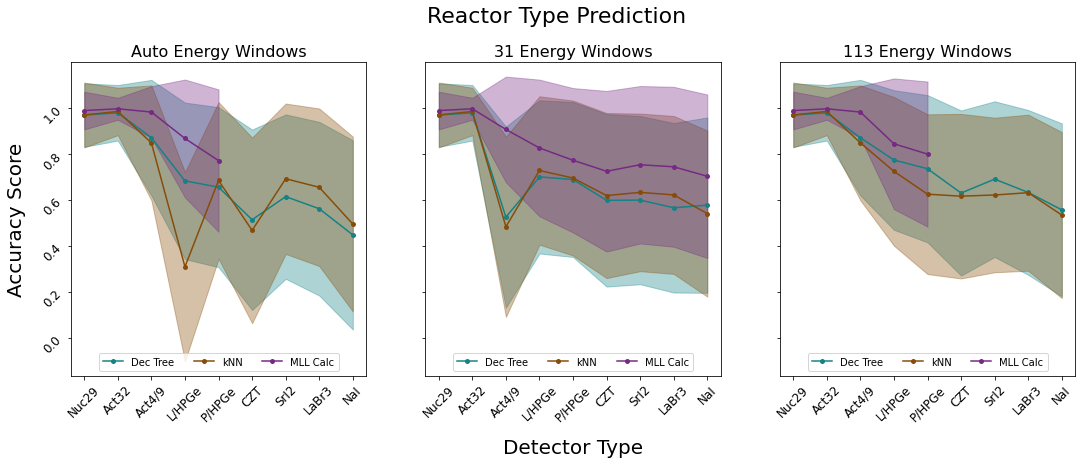 Reactor Type Prediction
Auto Energy Windows
31 Energy Windows
113 Energy Windows
Accuracy Score
1.0
0.8
0.6
0.4
0.2
0.0
Dec Tree kNN MLL Calc
Dec Tree kNN MLL Calc
Dec Tree kNN MLL Calc
Nuc29 Act32 Act4/9 L/HPGe P/HPGe CZT SrI2 LaBr3 NaI
Nuc29 Act32 Act4/9 L/HPGe P/HPGe CZT SrI2 LaBr3 NaI
Nuc29 Act32 Act4/9 L/HPGe P/HPGe CZT SrI2 LaBr3 NaI
Detector Type